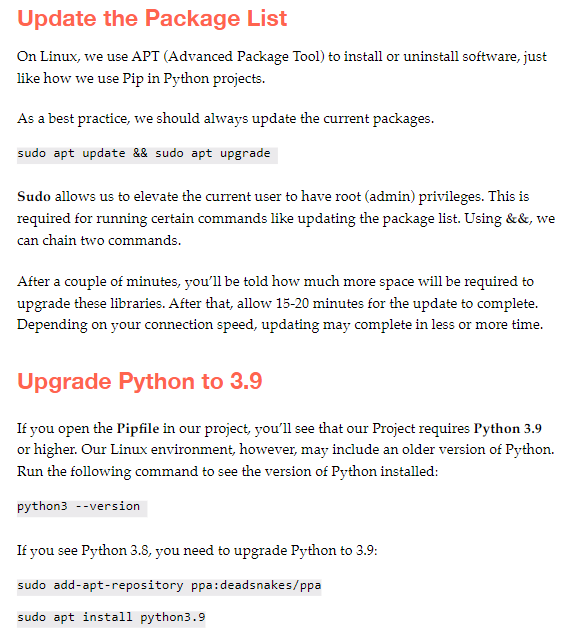 Update the Package List
On Linux, we use APT (Advanced Package Tool) to install or uninstall software, just
like how we use Pip in Python projects.
As a best practice, we should always update the current packages.
sudo apt update && sudo apt upgrade
Sudo allows us to elevate the current user to have root (admin) privileges. This is
required for running certain commands like updating the package list. Using &&, we
can chain two commands.
After a couple of minutes, you’ll be told how much more space will be required to
upgrade these libraries. After that, allow 15-20 minutes for the update to complete.
Depending on your connection speed, updating may complete in less or more time.
Upgrade Python to 3.9
If you open the Pipfile in our project, you’ll see that our Project requires Python 3.9
or higher. Our Linux environment, however, may include an older version of Python.
Run the following command to see the version of Python installed:
python3 --version
If you see Python 3.8, you need to upgrade Python to 3.9:
sudo add-apt-repository ppa:deadsnakes/ppa
sudo apt install python3.9